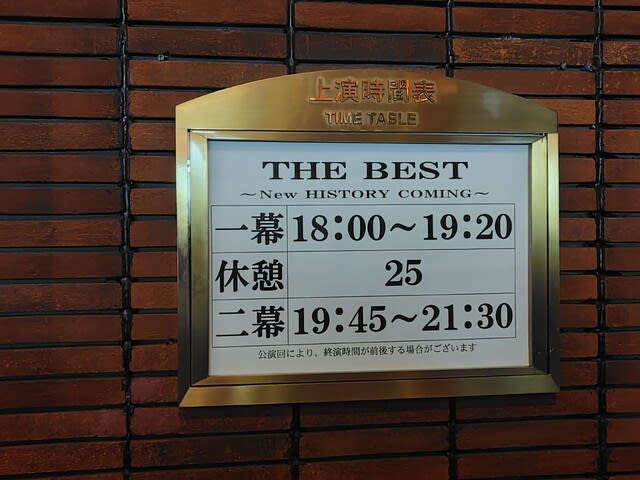 上演時間表
TIME TABLE
THE BEST
～New HISTORY COMING～
一幕 18：00～19：20
休憩 25
二幕 19：45～21：30
公演回により、終演時間が前後する場合がございます